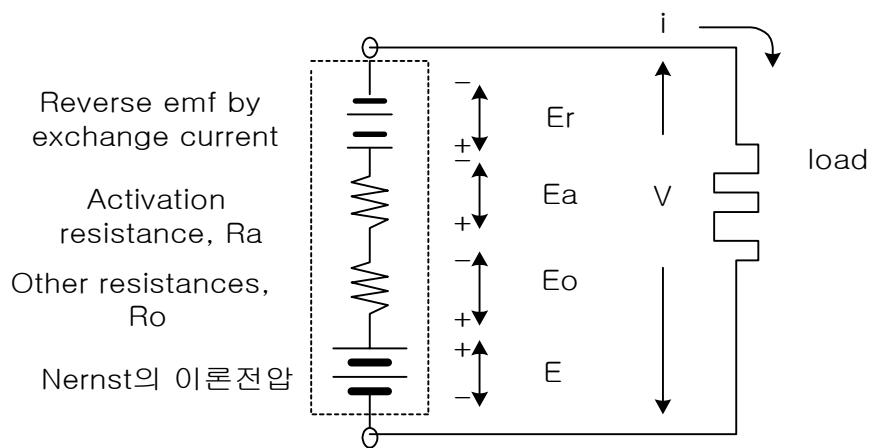 i
Reverse emf by
exchange current
−
+
Er
Activation
resistance, Ra
−
+
Ea
V
load
Other resistances,
Ro
−
+
Eo
Nernst의 이론전압
+
−
E